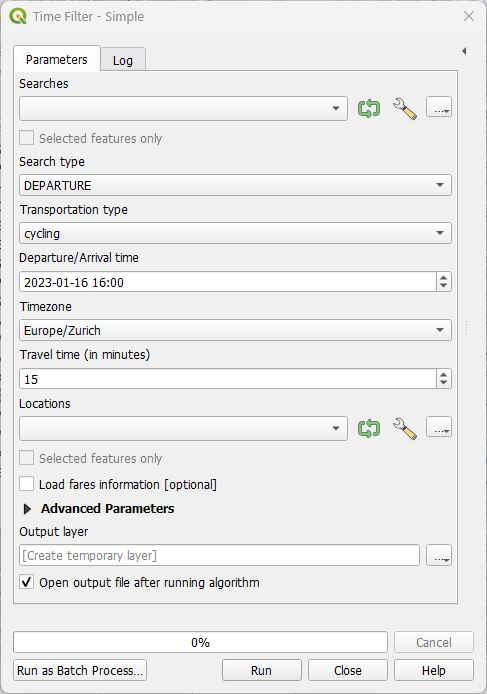 Time Filter - Simple
Parameters
Log
Searches
...
Selected features only
Search type
DEPARTURE
Transportation type
cycling
Departure/Arrival time
2023-01-16 16:00
Timezone
Europe/Zurich
Travel time (in minutes)
15
Locations
...
Selected features only
Load fares information [optional]
Advanced Parameters
Output layer
[Create temporary layer]
...
Open output file after running algorithm
0%
Cancel
Run as Batch Process...
Run
Close
Help